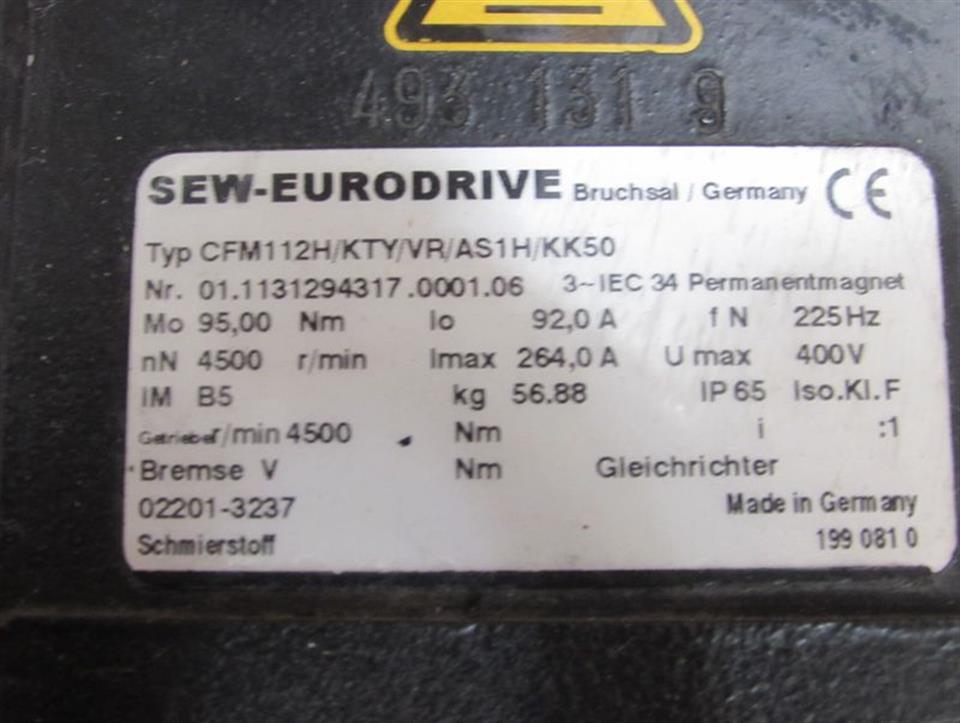 493 131 9
SEW-EURODRIVE Bruchsal / Germany CE
Typ CFM112H/KTY/VR/AS1H/KK50
Nr. 01.1131294317.0001.06 3~IEC 34 Permanentmagnet
Mo 95,00 Nm Io 92,0 A f N 225Hz
nN 4500 r/min Imax 264,0 A U max 400V
IM B5 kg 56.88 IP 65 Iso.Kl.F
Getriebe r/min 4500 Nm i :1
Bremse V Nm Gleichrichter
02201-3237 Made in Germany
Schmierstoff 199 081 0